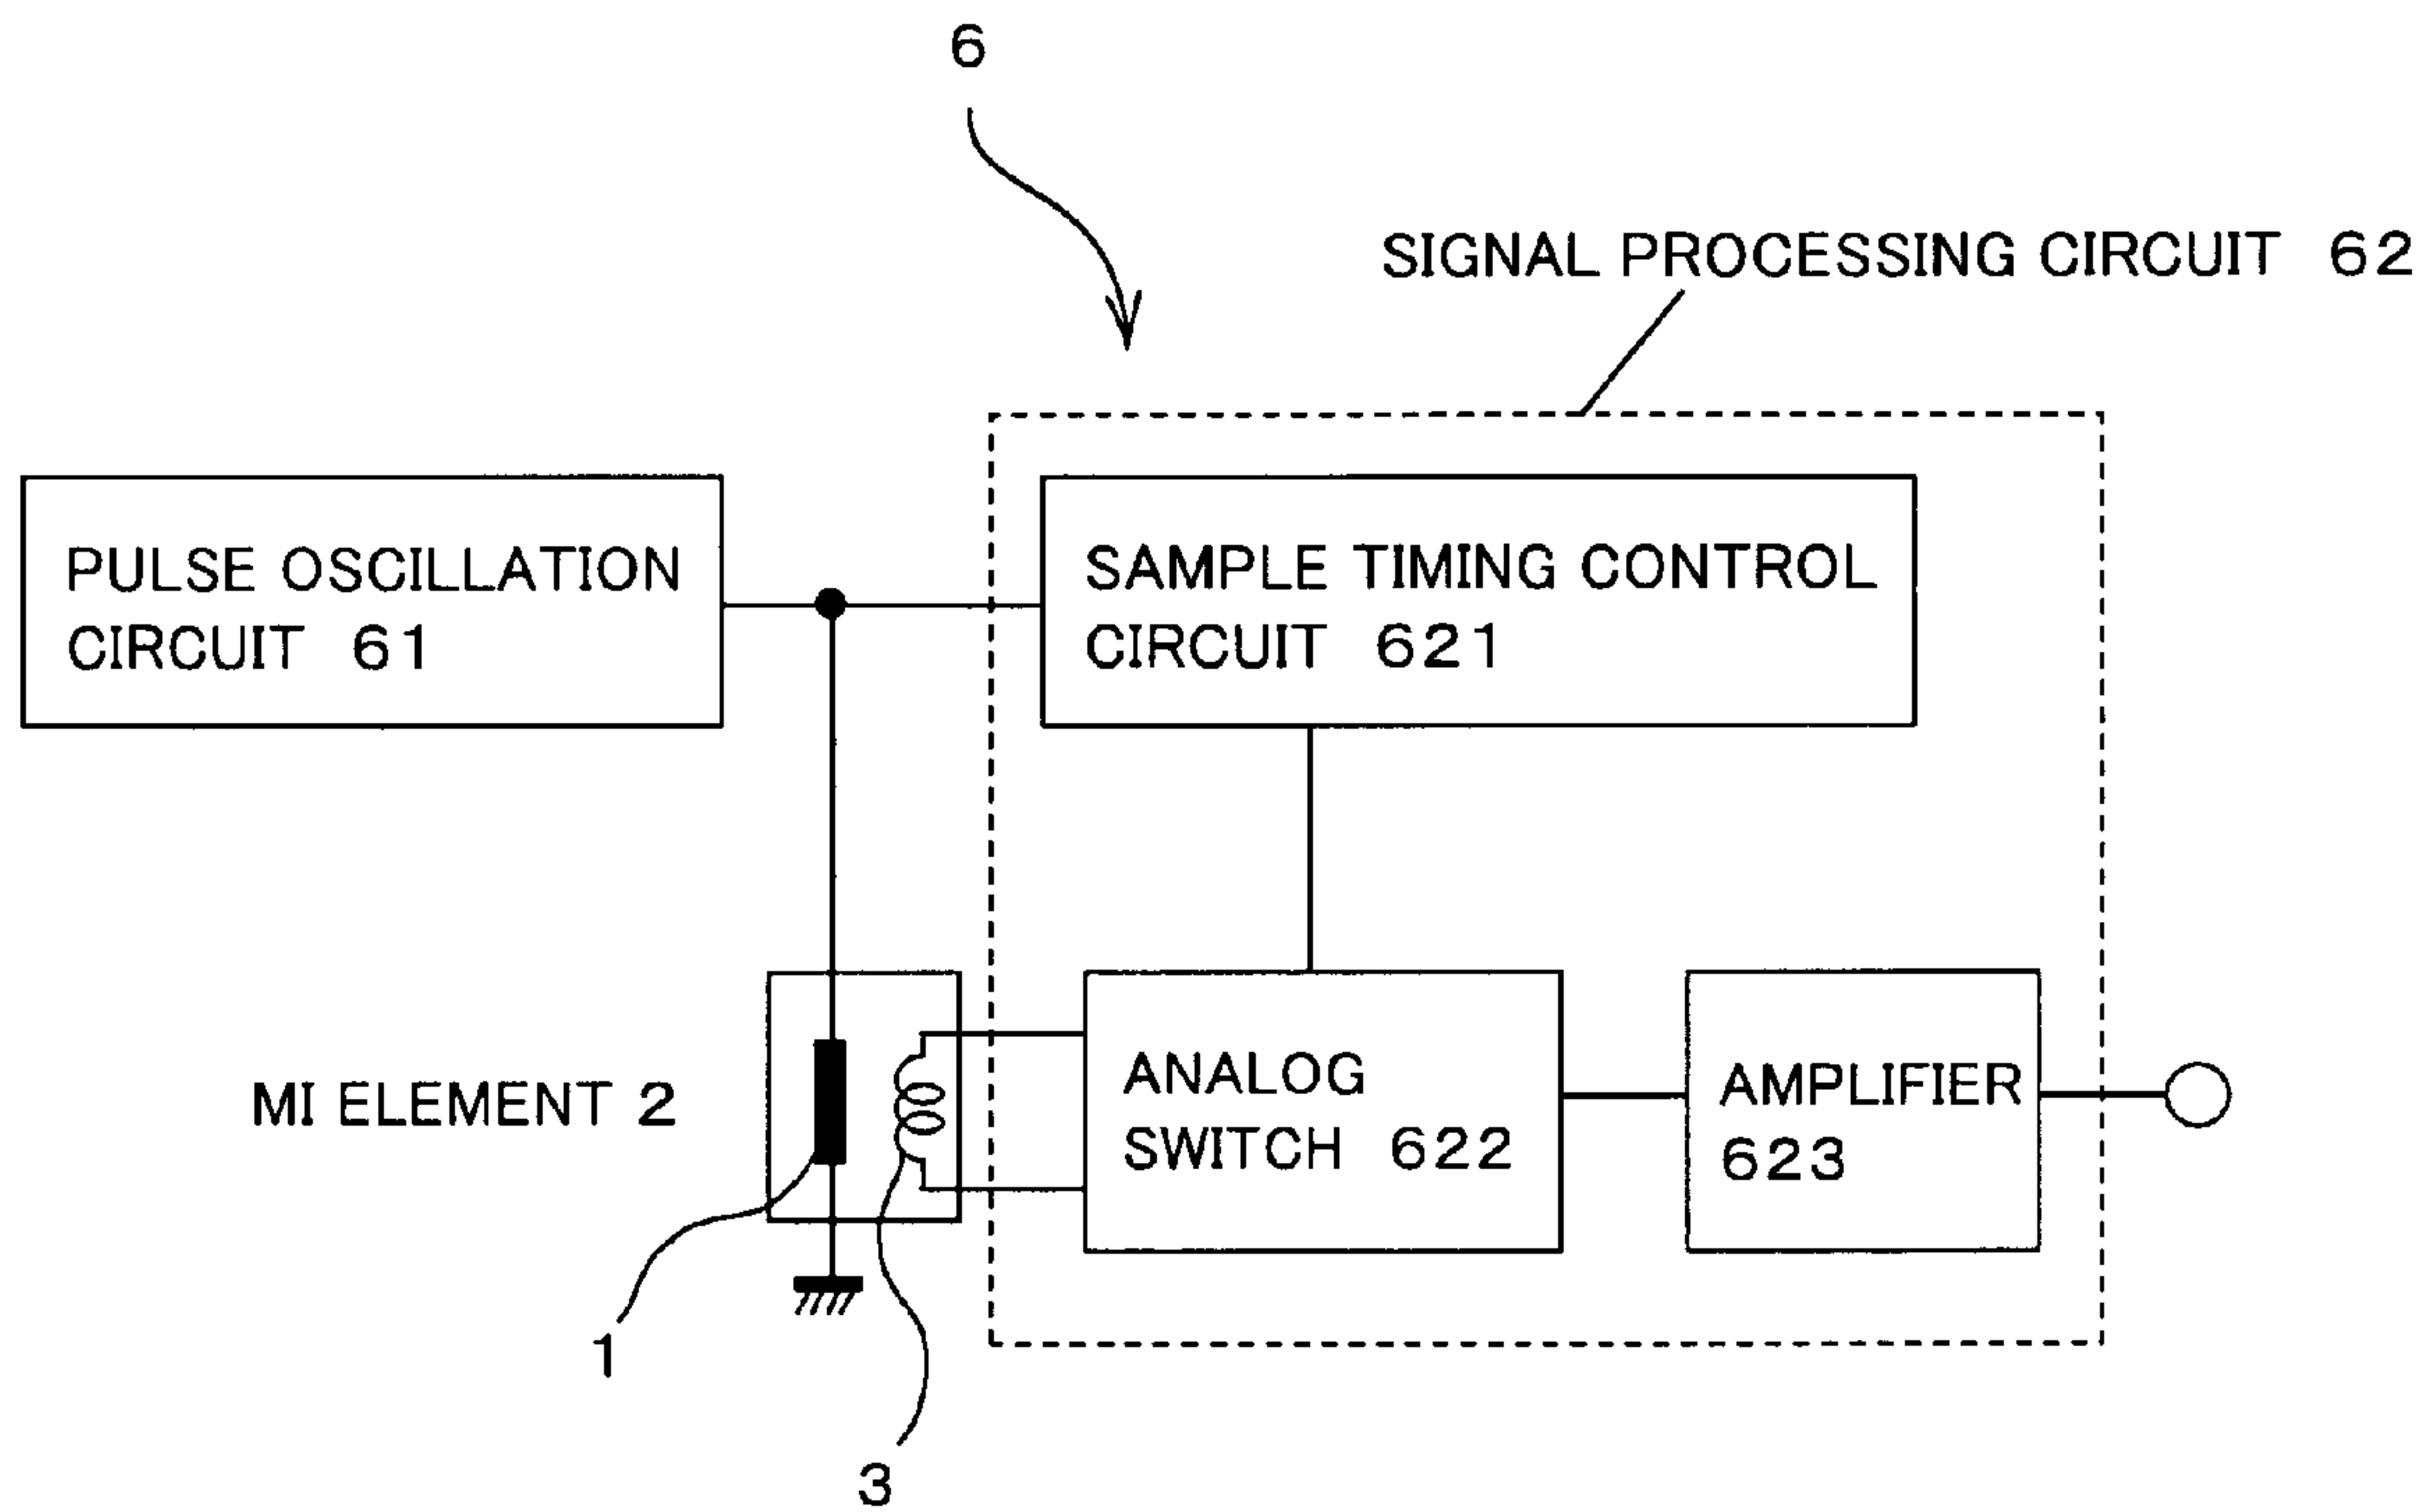 6
SIGNAL PROCESSING CIRCUIT 62
PULSE OSCILLATION
CIRCUIT 61
SAMPLE TIMING CONTROL
CIRCUIT 621
MI ELEMENT 2
ANALOG
SWITCH 622
AMPLIFIER
623
1
3